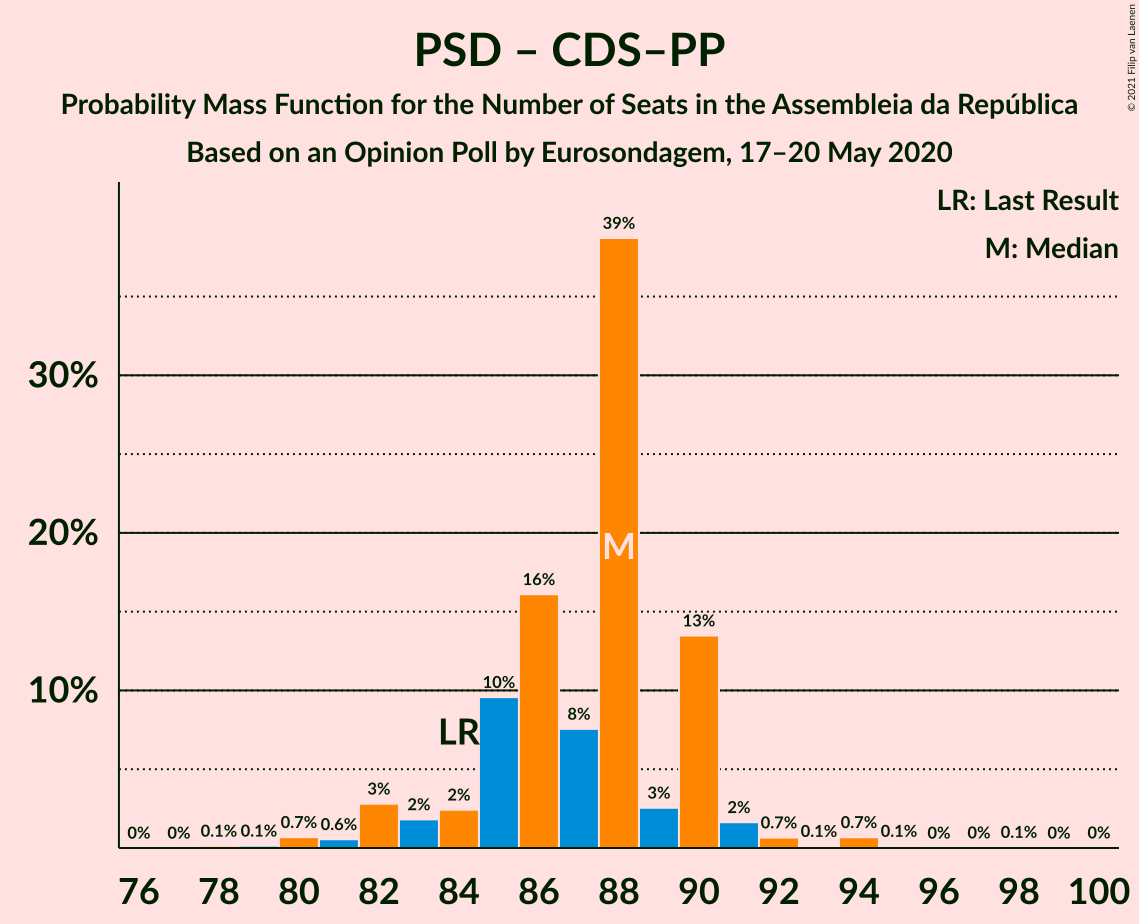 PSD – CDS–PP
Probability Mass Function for the Number of Seats in the Assembleia da República
Based on an Opinion Poll by Eurosondagem, 17–20 May 2020
© 2021 Filip van Laenen
LR: Last Result
M: Median
30%
20%
10%
0% 0% 0.1% 0.1% 0.7% 0.6% 3% 2% 2% 10% 16% 8% 39% 3% 13% 2% 0.7% 0.1% 0.7% 0.1% 0% 0% 0.1% 0% 0%
LR
M
76 78 80 82 84 86 88 90 92 94 96 98 100